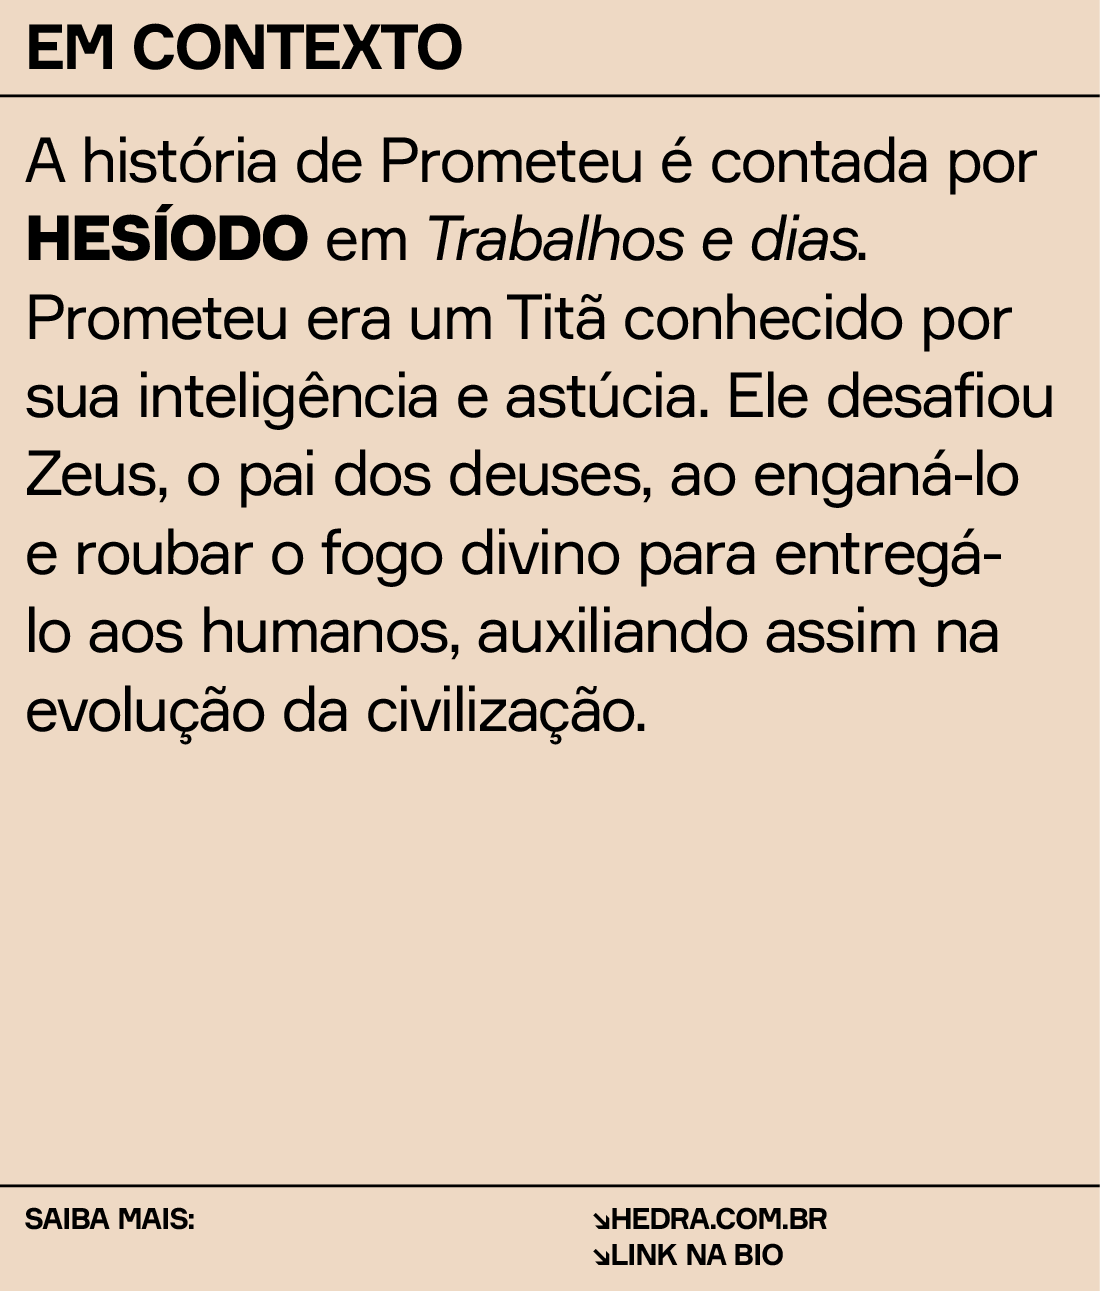 EM CONTEXTO
A história de Prometeu é contada por
HESÍODO em Trabalhos e dias.
Prometeu era um Titã conhecido por
sua inteligência e astúcia. Ele desafiou
Zeus, o pai dos deuses, ao enganá-lo
e roubar o fogo divino para entregá-
lo aos humanos, auxiliando assim na
evolução da civilização.
SAIBA MAIS:
↘HEDRA.COM.BR
↘LINK NA BIO